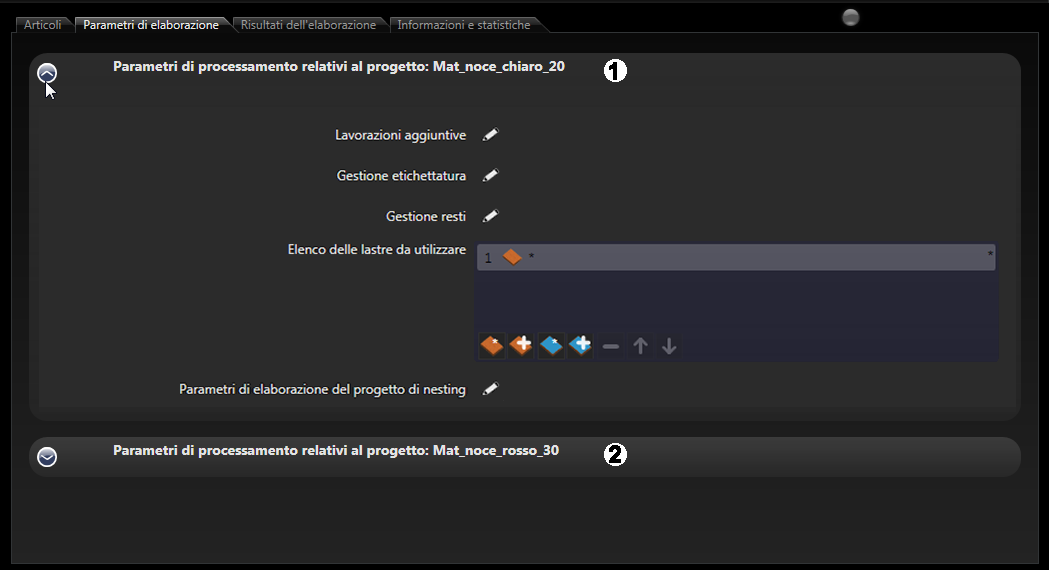 Articoli Parametri di elaborazione Risultati dell'elaborazione Informazioni e statistiche
Parametri di processamento relativi al progetto: Mat_noce_chiaro_20 1
Lavorazioni aggiuntive
Gestione etichettatura
Gestione resti
Elenco delle lastre da utilizzare
1 * *
Parametri di elaborazione del progetto di nesting
Parametri di processamento relativi al progetto: Mat_noce_rosso_30 2